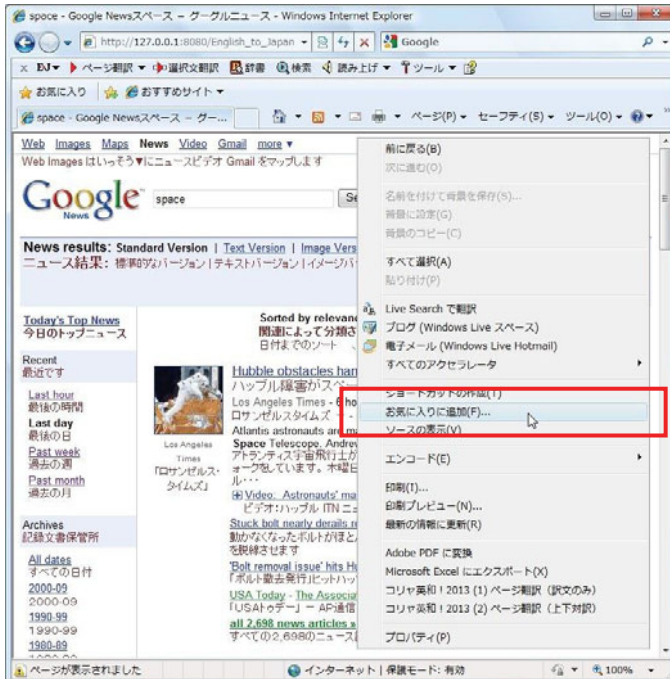 space - Google Newsスペース – グーグルニュース - Windows Internet Explorer
http://127.0.0.1:8080/English_to_Japan
Google
x EJ ページ翻訳 選択文翻訳 辞書 検索 読み上げ ツール
お気に入り おすすめのサイト
space - Google Newsスペース – グー...
ページ(P) セーフティ(S) ツール(O)
Web Images Maps News Video Gmail more ▼
Web Images はいっそう▼にニュースビデオ Gmail をマップします
Google News
space
Se
News results: Standard Version | Text Version | Image Vers
ニュース結果: 標準的なバージョン | テキストバージョン | イメージバ
Today's Top News
今日のトップニュース
Recent
最近です
Last hour
最後の時間
Last day
最後の日
Past week
過去の週
Past month
過去の月
Archives
記録文書保管所
All dates
すべての日付
2000-09
2000-09
1990-99
1990-99
1980-89
Los Angeles
Times
「ロサンゼルス・
タイムズ」
Sorted by relevanc
関連によって分類さ
日付までのソート
Hubble obstacles han
ハッブル障害がスペー
Los Angeles Times - 6 ho
ロサンゼルスタイムズ
Atlantis astronauts are ma
Space Telescope. Andrew
アトランティス宇宙飛行士が
ォークをしています。木曜日
ル・・・
Video: Astronauts' ma
ビデオ:ハッブル ITN ニュ
Stuck bolt nearly derails r
動かなくなったボルトがほとん
を脱線させます
'Bolt removal issue' hits Hu
「ボルト撤去発行」ヒットハッ
USA Today - The Associa
「USAトゥデー」 – AP通信
all 2,698 news articles »
すべての2,698のニュース
前に戻る(B)
次に進む(O)
名前を付けて背景を保存(S)...
背景に設定(G)
背景のコピー(C)
すべて選択(A)
貼り付け(P)
Live Search で翻訳
ブログ (Windows Live スペース)
電子メール (Windows Live Hotmail)
すべてのアクセラレータ
ショートカットの作成(T)
お気に入りに追加(F)...
ソースの表示(V)
エンコード(E)
印刷(I)...
印刷プレビュー(N)...
最新の情報に更新(R)
Adobe PDF に変換
Microsoft Excel にエクスポート(X)
コリャ英和！2013 (1) ページ翻訳（訳文のみ）
コリャ英和！2013 (2) ページ翻訳（上下対訳）
プロパティ(P)
ページが表示されました
インターネット | 保護モード: 有効
100%